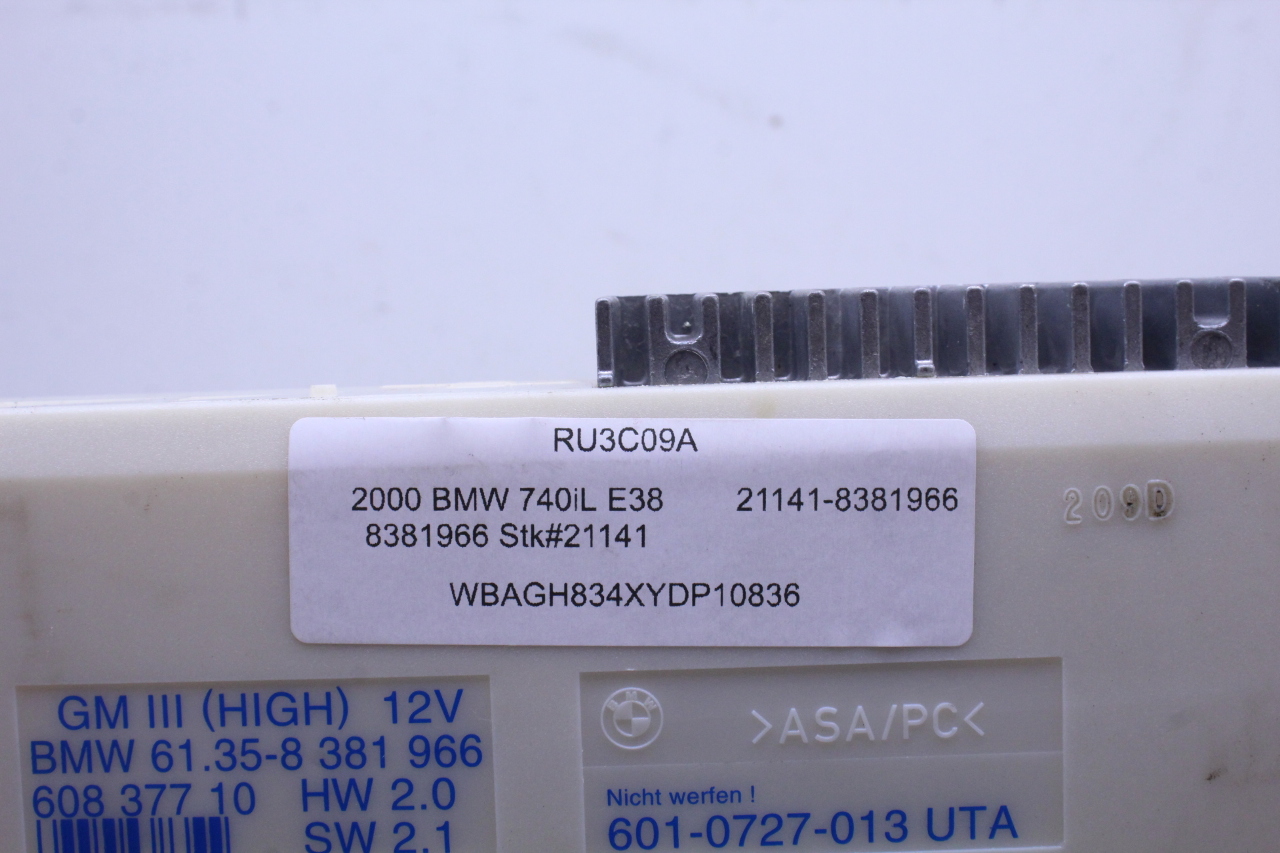 RU3C09A
2000 BMW 740iL E38 21141-8381966
8381966 Stk#21141
WBAGH834XYDP10836
209D
GM III (HIGH) 12V
BMW 61.35-8 381 966
608 377 10 HW 2.0
SW 2.1
BMW
>ASA/PC<
Nicht werfen !
601-0727-013 UTA